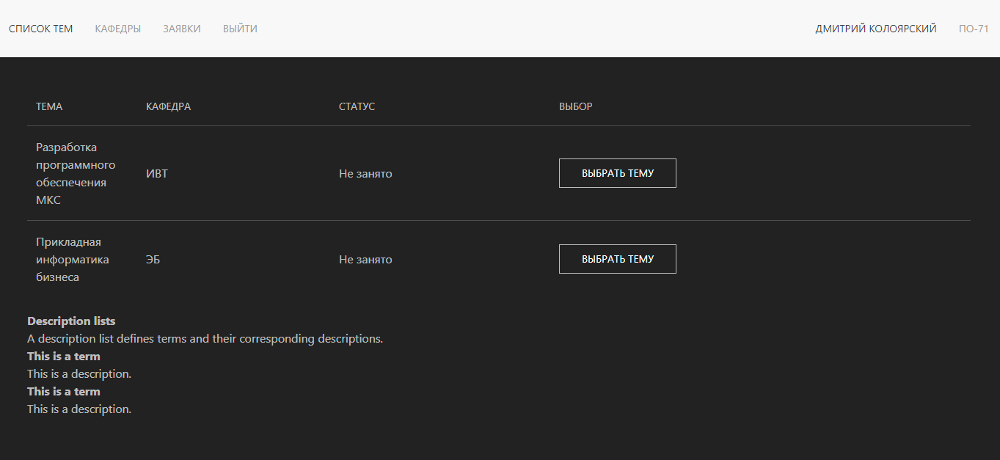 СПИСОК ТЕМ КАФЕДРЫ ЗАЯВКИ ВЫЙТИ ДМИТРИЙ КОЛОЯРСКИЙ ПО-71
ТЕМА КАФЕДРА СТАТУС ВЫБОР
Разработка
программного
обеспечения
МКС
ИВТ Не занято ВЫБРАТЬ ТЕМУ
Прикладная
информатика
бизнеса
ЭБ Не занято ВЫБРАТЬ ТЕМУ
Description lists
A description list defines terms and their corresponding descriptions.
This is a term
This is a description.
This is a term
This is a description.